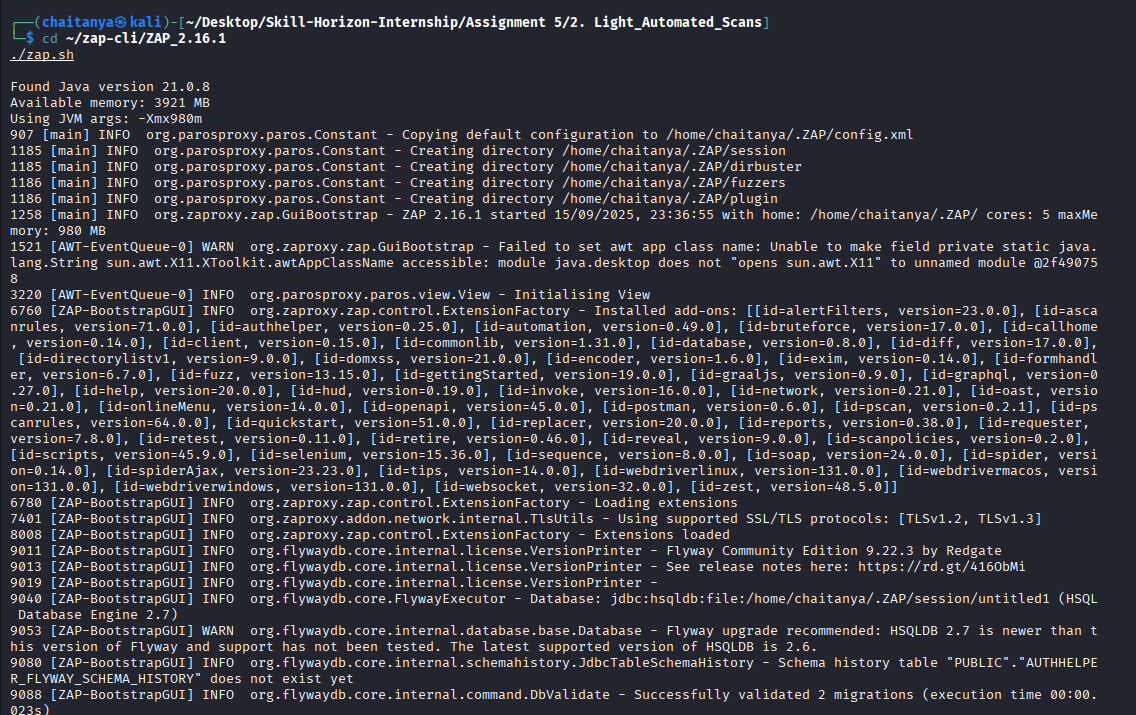 ┌──(chaitanya㉿kali)-[~/Desktop/Skill-Horizon-Internship/Assignment 5/2. Light_Automated_Scans]
└─$ cd ~/zap-cli/ZAP_2.16.1
./zap.sh
Found Java version 21.0.8
Available memory: 3921 MB
Using JVM args: -Xmx980m
907 [main] INFO  org.parosproxy.paros.Constant - Copying default configuration to /home/chaitanya/.ZAP/config.xml
1185 [main] INFO  org.parosproxy.paros.Constant - Creating directory /home/chaitanya/.ZAP/session
1185 [main] INFO  org.parosproxy.paros.Constant - Creating directory /home/chaitanya/.ZAP/dirbuster
1186 [main] INFO  org.parosproxy.paros.Constant - Creating directory /home/chaitanya/.ZAP/fuzzers
1186 [main] INFO  org.parosproxy.paros.Constant - Creating directory /home/chaitanya/.ZAP/plugin
1258 [main] INFO  org.zaproxy.zap.GuiBootstrap - ZAP 2.16.1 started 15/09/2025, 23:36:55 with home: /home/chaitanya/.ZAP/ cores: 5 maxMe
mory: 980 MB
1521 [AWT-EventQueue-0] WARN  org.zaproxy.zap.GuiBootstrap - Failed to set awt app class name: Unable to make field private static java.
lang.String sun.awt.X11.XToolkit.awtAppClassName accessible: module java.desktop does not "opens sun.awt.X11" to unnamed module @2f49075
8
3220 [AWT-EventQueue-0] INFO  org.parosproxy.paros.view.View - Initialising View
6760 [ZAP-BootstrapGUI] INFO  org.zaproxy.zap.control.ExtensionFactory - Installed add-ons: [[id=alertFilters, version=23.0.0], [id=asca
nrules, version=71.0.0], [id=authhelper, version=0.25.0], [id=automation, version=0.49.0], [id=bruteforce, version=17.0.0], [id=callhome
, version=0.14.0], [id=client, version=0.15.0], [id=commonlib, version=1.31.0], [id=database, version=0.8.0], [id=diff, version=17.0.0],
 [id=directorylistv1, version=9.0.0], [id=domxss, version=21.0.0], [id=encoder, version=1.6.0], [id=exim, version=0.14.0], [id=formhandl
er, version=6.7.0], [id=fuzz, version=13.15.0], [id=gettingStarted, version=19.0.0], [id=graaljs, version=0.9.0], [id=graphql, version=0
.27.0], [id=help, version=20.0.0], [id=hud, version=0.19.0], [id=invoke, version=16.0.0], [id=network, version=0.21.0], [id=oast, versio
n=0.21.0], [id=onlineMenu, version=14.0.0], [id=openapi, version=45.0.0], [id=postman, version=0.6.0], [id=pscan, version=0.2.1], [id=ps
canrules, version=64.0.0], [id=quickstart, version=51.0.0], [id=replacer, version=20.0.0], [id=reports, version=0.38.0], [id=requester,
version=7.8.0], [id=retest, version=0.11.0], [id=retire, version=0.46.0], [id=reveal, version=9.0.0], [id=scanpolicies, version=0.2.0],
[id=scripts, version=45.9.0], [id=selenium, version=15.36.0], [id=sequence, version=8.0.0], [id=soap, version=24.0.0], [id=spider, versi
on=0.14.0], [id=spiderAjax, version=23.23.0], [id=tips, version=14.0.0], [id=webdriverlinux, version=131.0.0], [id=webdrivermacos, versi
on=131.0.0], [id=webdriverwindows, version=131.0.0], [id=websocket, version=32.0.0], [id=zest, version=48.5.0]]
6780 [ZAP-BootstrapGUI] INFO  org.zaproxy.zap.control.ExtensionFactory - Loading extensions
7401 [ZAP-BootstrapGUI] INFO  org.zaproxy.addon.network.internal.TlsUtils - Using supported SSL/TLS protocols: [TLSv1.2, TLSv1.3]
8008 [ZAP-BootstrapGUI] INFO  org.zaproxy.zap.control.ExtensionFactory - Extensions loaded
9011 [ZAP-BootstrapGUI] INFO  org.flywaydb.core.internal.license.VersionPrinter - Flyway Community Edition 9.22.3 by Redgate
9013 [ZAP-BootstrapGUI] INFO  org.flywaydb.core.internal.license.VersionPrinter - See release notes here: https://rd.gt/416ObMi
9019 [ZAP-BootstrapGUI] INFO  org.flywaydb.core.internal.license.VersionPrinter -
9040 [ZAP-BootstrapGUI] INFO  org.flywaydb.core.FlywayExecutor - Database: jdbc:hsqldb:file:/home/chaitanya/.ZAP/session/untitled1 (HSQL
 Database Engine 2.7)
9053 [ZAP-BootstrapGUI] WARN  org.flywaydb.core.internal.database.base.Database - Flyway upgrade recommended: HSQLDB 2.7 is newer than t
his version of Flyway and support has not been tested. The latest supported version of HSQLDB is 2.6.
9080 [ZAP-BootstrapGUI] INFO  org.flywaydb.core.internal.schemahistory.JdbcTableSchemaHistory - Schema history table "PUBLIC"."AUTHHELPE
R_FLYWAY_SCHEMA_HISTORY" does not exist yet
9088 [ZAP-BootstrapGUI] INFO  org.flywaydb.core.internal.command.DbValidate - Successfully validated 2 migrations (execution time 00:00.
023s)